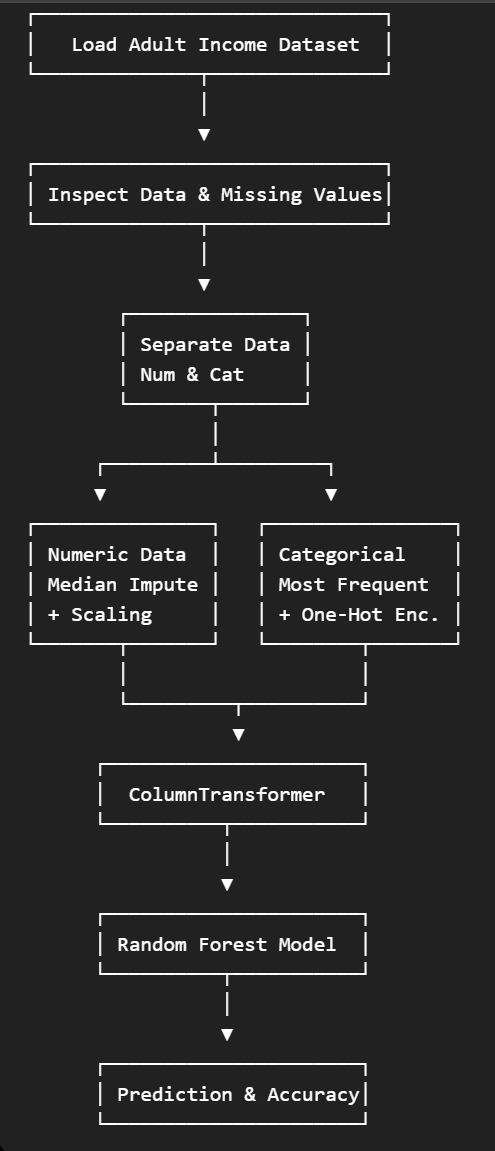 Load Adult Income Dataset
Inspect Data & Missing Values
Separate Data
Num & Cat
Numeric Data
Median Impute
+ Scaling
Categorical
Most Frequent
+ One-Hot Enc.
ColumnTransformer
Random Forest Model
Prediction & Accuracy